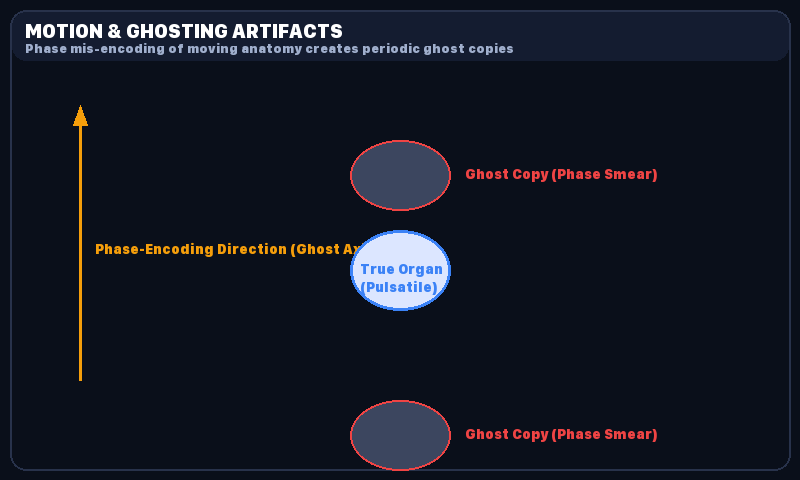 MOTION & GHOSTING ARTIFACTS
Phase mis-encoding of moving anatomy creates periodic ghost copies
Ghost Copy (Phase Smear)
Phase-Encoding Direction (Ghost Ax
True Organ
(Pulsatile)
Ghost Copy (Phase Smear)